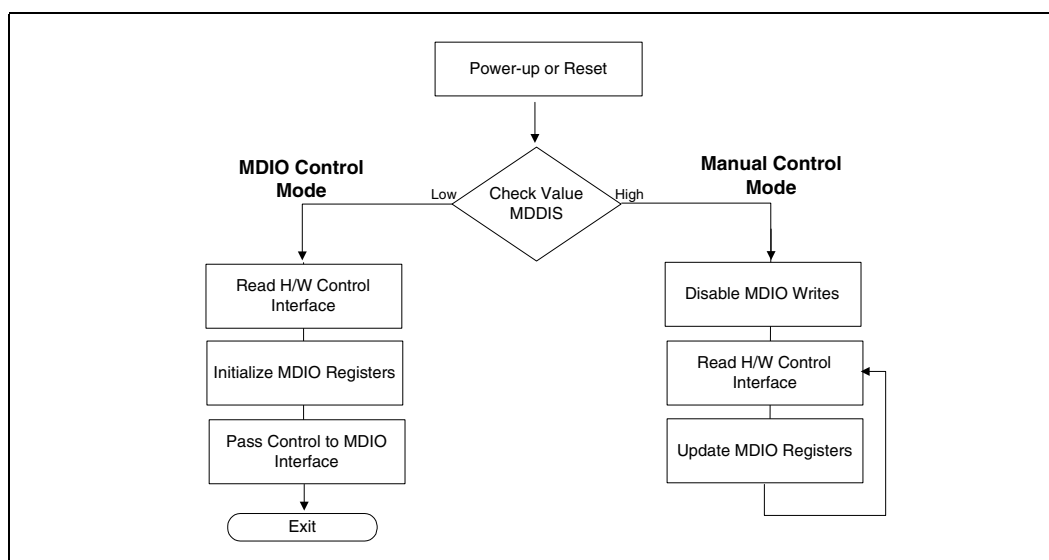 Power-up or Reset
MDIO Control
Mode
Manual Control
Mode
Low
Check Value
MDDIS
High
Read H/W Control
Interface
Disable MDIO Writes
Initialize MDIO Registers
Read H/W Control
Interface
Pass Control to MDIO
Interface
Update MDIO Registers
Exit